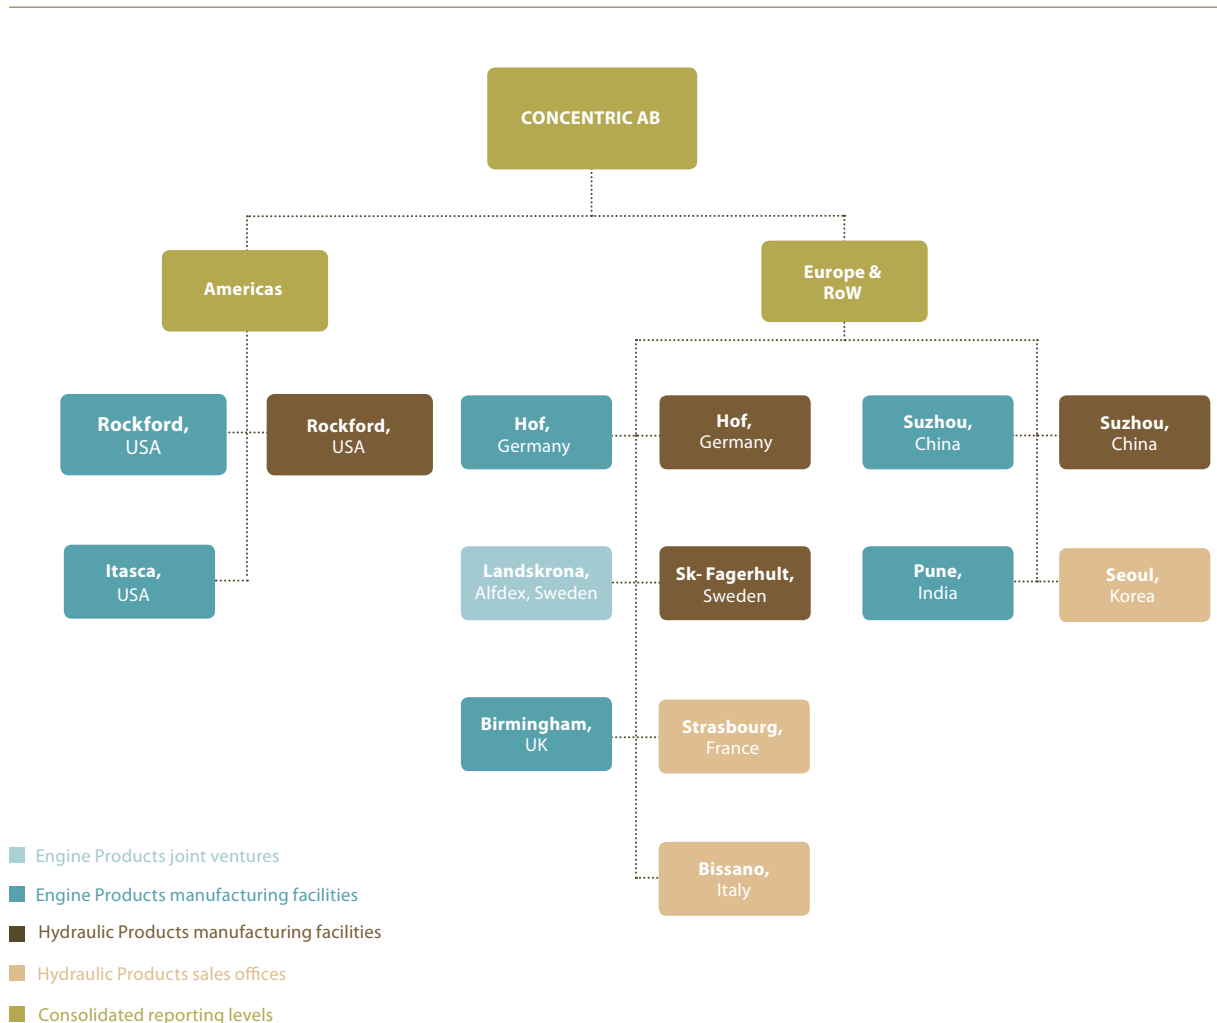 CONCENTRIC AB
Americas
Europe &
RoW
Rockford,
USA
Rockford,
USA
Hof,
Germany
Hof,
Germany
Suzhou,
China
Suzhou,
China
Itasca,
USA
Landskrona,
Alfdex, Sweden
Sk- Fagerhult,
Sweden
Pune,
India
Seoul,
Korea
Birmingham,
UK
Strasbourg,
France
Bissano,
Italy
Engine Products joint ventures
Engine Products manufacturing facilities
Hydraulic Products manufacturing facilities
Hydraulic Products sales offices
Consolidated reporting levels